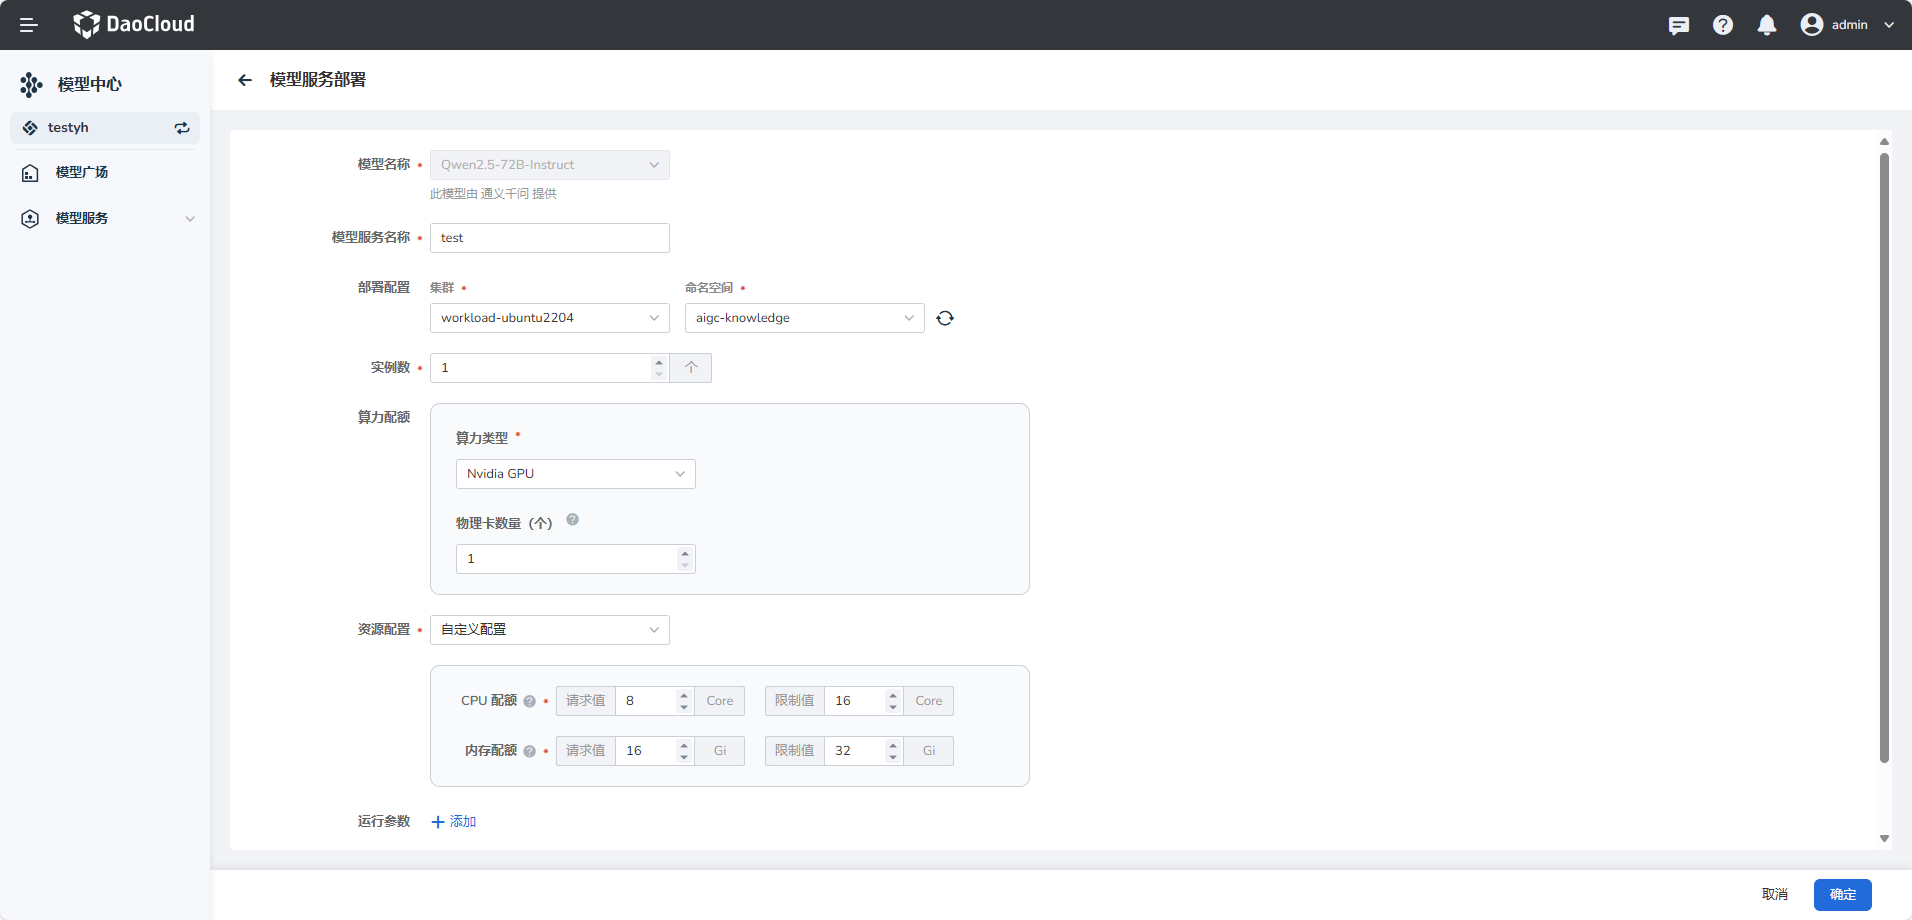 DaoCloud
admin
模型中心
testyh
模型广场
模型服务
模型服务部署
模型名称 * Qwen2.5-72B-Instruct
此模型由 通义千问 提供
模型服务名称 * test
部署配置 集群 * 命名空间 *
workload-ubuntu2204 aigc-knowledge
实例数 * 1 个
算力配额
算力类型 *
Nvidia GPU
物理卡数量（个） ?
1
资源配置 * 自定义配置
CPU 配额 ? * 请求值 8 Core 限制值 16 Core
内存配额 ? * 请求值 16 Gi 限制值 32 Gi
运行参数 + 添加
取消 确定